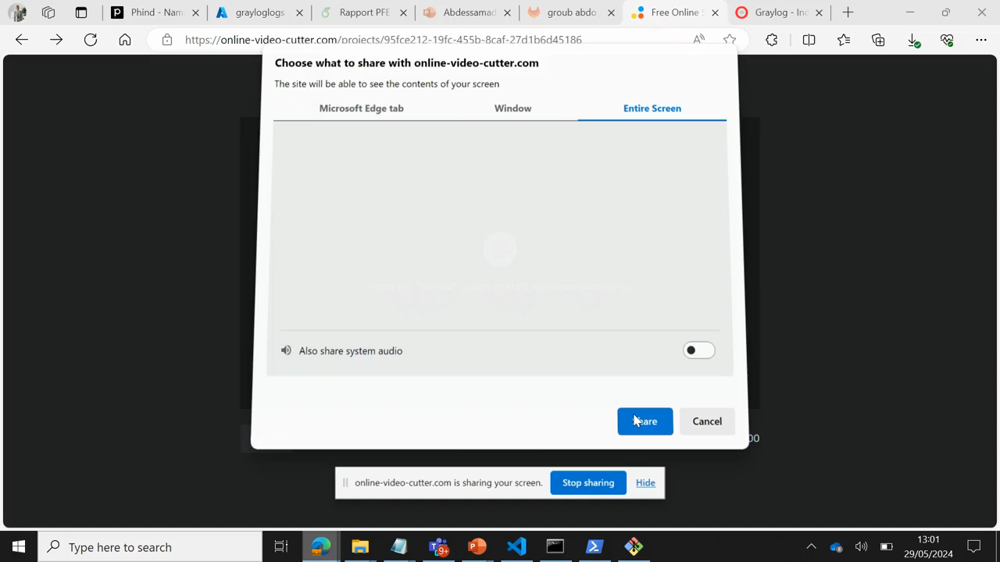 Phind - Nam
grayloglogs
Rapport PFE
Abdessamad
groub abdo
Free Online S
Graylog - Inc
https://online-video-cutter.com/projects/95fce212-19fc-455b-8caf-27d1b6d45186
Choose what to share with online-video-cutter.com
The site will be able to see the contents of your screen
Microsoft Edge tab
Window
Entire Screen
Also share system audio
Share
Cancel
00
online-video-cutter.com is sharing your screen.
Stop sharing
Hide
Type here to search
9+
13:01
29/05/2024